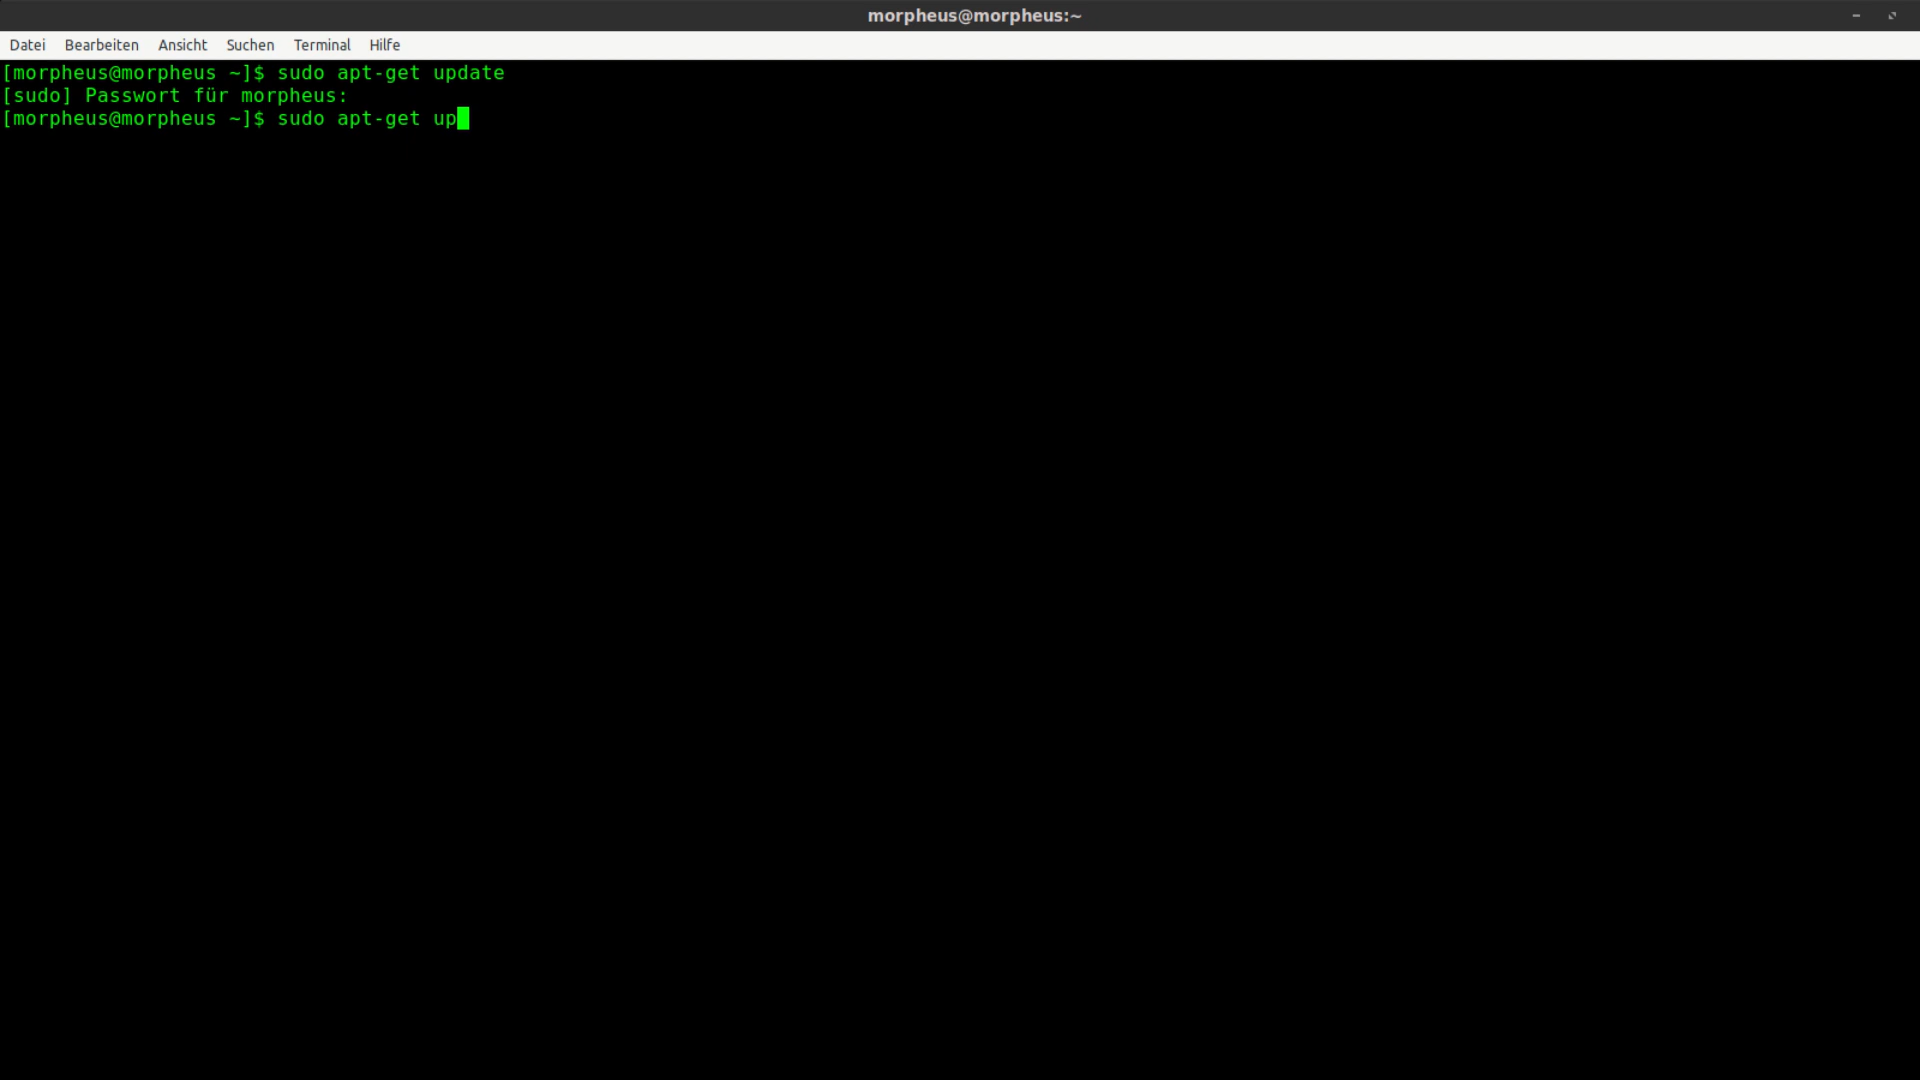 morpheus@morpheus:~
Datei Bearbeiten Ansicht Suchen Terminal Hilfe
[morpheus@morpheus ~]$ sudo apt-get update
[sudo] Passwort für morpheus:
[morpheus@morpheus ~]$ sudo apt-get up